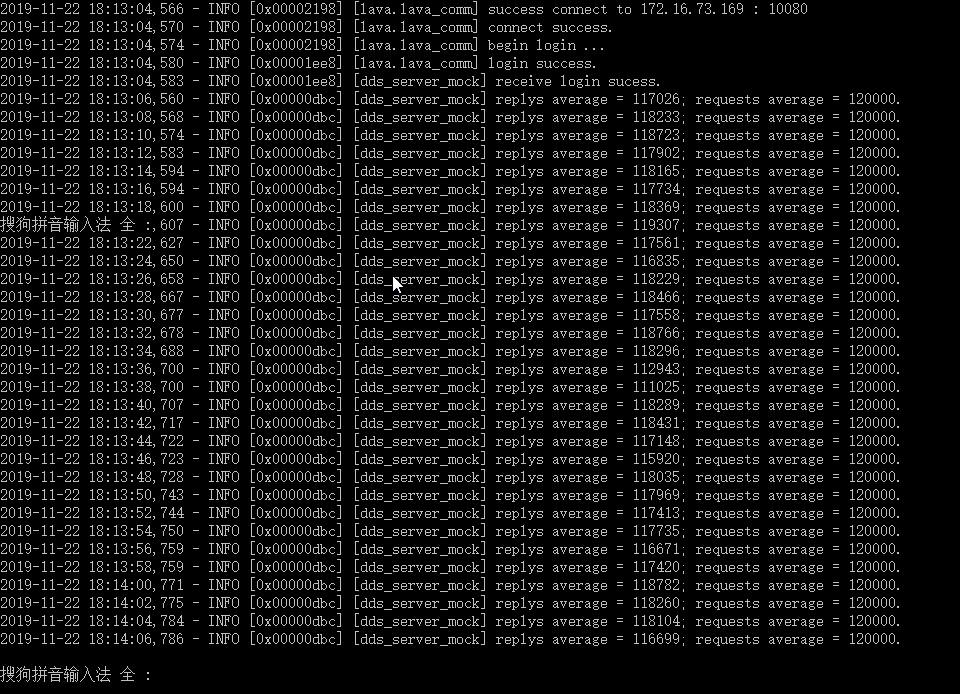 2019-11-22 18:13:04,566 - INFO [0x00002198] [lava.lava_comm] success connect to 172.16.73.169 : 10080
2019-11-22 18:13:04,570 - INFO [0x00002198] [lava.lava_comm] connect success.
2019-11-22 18:13:04,574 - INFO [0x00002198] [lava.lava_comm] begin login ...
2019-11-22 18:13:04,580 - INFO [0x00001ee8] [lava.lava_comm] login success.
2019-11-22 18:13:04,583 - INFO [0x00001ee8] [dds_server_mock] receive login sucess.
2019-11-22 18:13:06,560 - INFO [0x00000dbc] [dds_server_mock] replys average = 117026; requests average = 120000.
2019-11-22 18:13:08,568 - INFO [0x00000dbc] [dds_server_mock] replys average = 118233; requests average = 120000.
2019-11-22 18:13:10,574 - INFO [0x00000dbc] [dds_server_mock] replys average = 118723; requests average = 120000.
2019-11-22 18:13:12,583 - INFO [0x00000dbc] [dds_server_mock] replys average = 117902; requests average = 120000.
2019-11-22 18:13:14,594 - INFO [0x00000dbc] [dds_server_mock] replys average = 118165; requests average = 120000.
2019-11-22 18:13:16,594 - INFO [0x00000dbc] [dds_server_mock] replys average = 117734; requests average = 120000.
2019-11-22 18:13:18,600 - INFO [0x00000dbc] [dds_server_mock] replys average = 118369; requests average = 120000.
搜狗拼音输入法 全 :,607 - INFO [0x00000dbc] [dds_server_mock] replys average = 119307; requests average = 120000.
2019-11-22 18:13:22,627 - INFO [0x00000dbc] [dds_server_mock] replys average = 117561; requests average = 120000.
2019-11-22 18:13:24,650 - INFO [0x00000dbc] [dds_server_mock] replys average = 116835; requests average = 120000.
2019-11-22 18:13:26,658 - INFO [0x00000dbc] [dds_server_mock] replys average = 118229; requests average = 120000.
2019-11-22 18:13:28,667 - INFO [0x00000dbc] [dds_server_mock] replys average = 118466; requests average = 120000.
2019-11-22 18:13:30,677 - INFO [0x00000dbc] [dds_server_mock] replys average = 117558; requests average = 120000.
2019-11-22 18:13:32,678 - INFO [0x00000dbc] [dds_server_mock] replys average = 118766; requests average = 120000.
2019-11-22 18:13:34,688 - INFO [0x00000dbc] [dds_server_mock] replys average = 118296; requests average = 120000.
2019-11-22 18:13:36,700 - INFO [0x00000dbc] [dds_server_mock] replys average = 112943; requests average = 120000.
2019-11-22 18:13:38,700 - INFO [0x00000dbc] [dds_server_mock] replys average = 111025; requests average = 120000.
2019-11-22 18:13:40,707 - INFO [0x00000dbc] [dds_server_mock] replys average = 118289; requests average = 120000.
2019-11-22 18:13:42,717 - INFO [0x00000dbc] [dds_server_mock] replys average = 118431; requests average = 120000.
2019-11-22 18:13:44,722 - INFO [0x00000dbc] [dds_server_mock] replys average = 117148; requests average = 120000.
2019-11-22 18:13:46,723 - INFO [0x00000dbc] [dds_server_mock] replys average = 115920; requests average = 120000.
2019-11-22 18:13:48,728 - INFO [0x00000dbc] [dds_server_mock] replys average = 118035; requests average = 120000.
2019-11-22 18:13:50,743 - INFO [0x00000dbc] [dds_server_mock] replys average = 117969; requests average = 120000.
2019-11-22 18:13:52,744 - INFO [0x00000dbc] [dds_server_mock] replys average = 117413; requests average = 120000.
2019-11-22 18:13:54,750 - INFO [0x00000dbc] [dds_server_mock] replys average = 117735; requests average = 120000.
2019-11-22 18:13:56,759 - INFO [0x00000dbc] [dds_server_mock] replys average = 116671; requests average = 120000.
2019-11-22 18:13:58,759 - INFO [0x00000dbc] [dds_server_mock] replys average = 117420; requests average = 120000.
2019-11-22 18:14:00,771 - INFO [0x00000dbc] [dds_server_mock] replys average = 118782; requests average = 120000.
2019-11-22 18:14:02,775 - INFO [0x00000dbc] [dds_server_mock] replys average = 118260; requests average = 120000.
2019-11-22 18:14:04,784 - INFO [0x00000dbc] [dds_server_mock] replys average = 118104; requests average = 120000.
2019-11-22 18:14:06,786 - INFO [0x00000dbc] [dds_server_mock] replys average = 116699; requests average = 120000.
搜狗拼音输入法 全 :